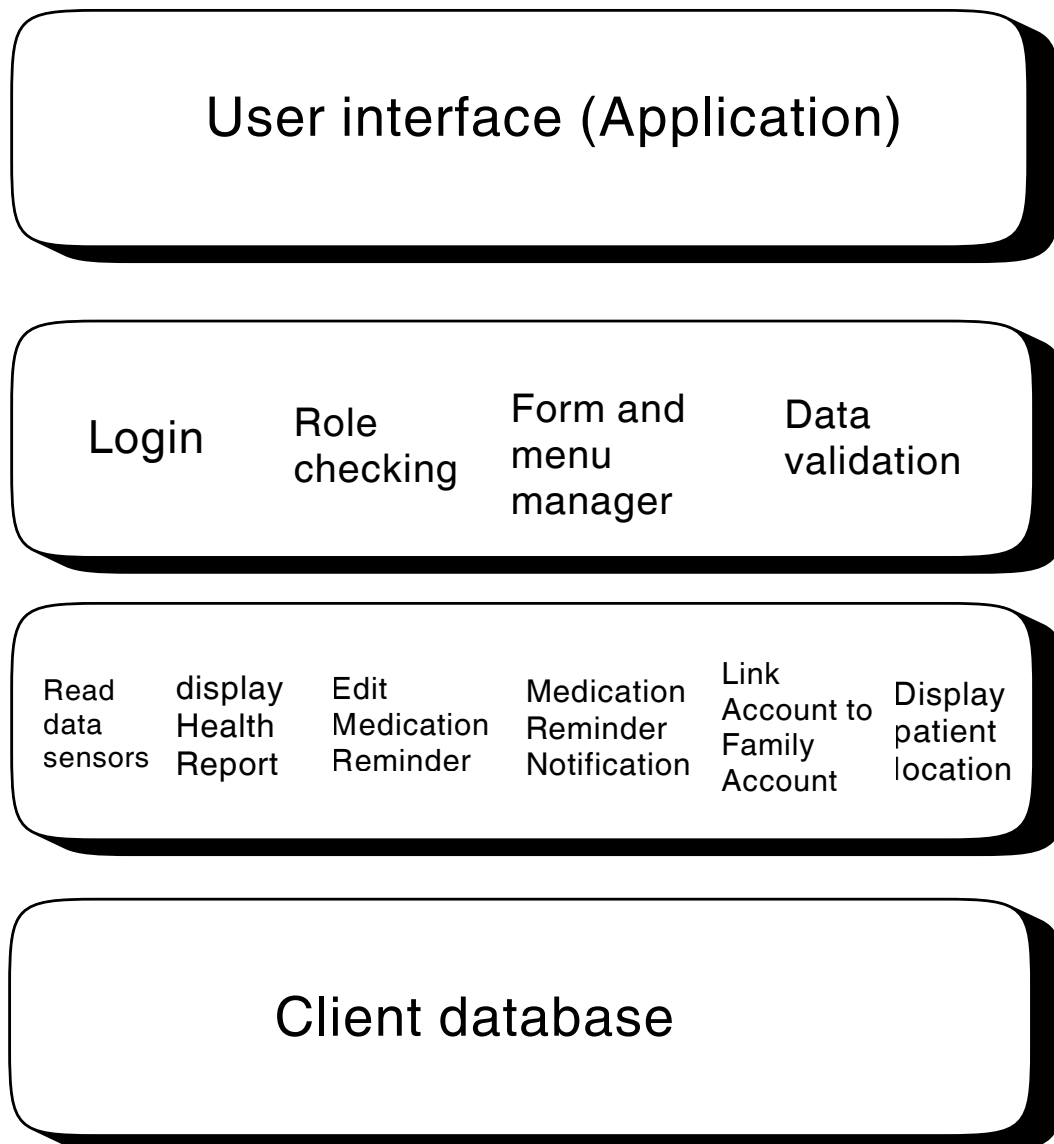 User interface (Application)
Login
Role
checking
Form and
menu
manager
Data
validation
Read
data
sensors
display
Health
Report
Edit
Medication
Reminder
Medication
Reminder
Notification
Link
Account to
Family
Account
Display
patient
location
Client database